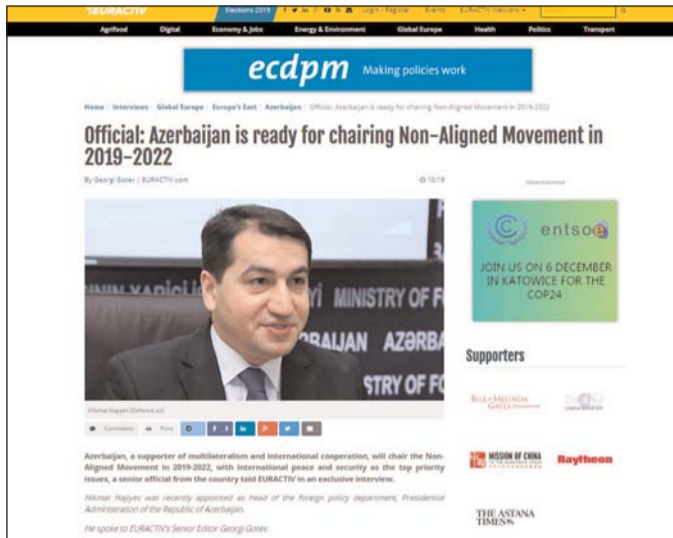 EURACTIV
Elections 2019
Login / Register
Events
EURACTIV Network
Agrifood Digital Economy & Jobs Energy & Environment Global Europe Health Politics Transport
ecdpm Making policies work
Home Interviews Global Europe Europe's East Azerbaijan Official: Azerbaijan is ready for chairing Non-Aligned Movement in 2019-2022
Official: Azerbaijan is ready for chairing Non-Aligned Movement in
2019–2022
By Georgi Gotev | EURACTIV.com
Advertisement
MINISTRY OF F
RBAIJAN AZƏRBA
STRY OF FO
entsoe
JOIN US ON 6 DECEMBER
IN KATOWICE FOR THE
COP24
Supporters
BILL & MELINDA
GATES foundation
MISSION OF CHINA
Raytheon
THE ASTANA
TIMES
Comments
Print
Azerbaijan, a supporter of multilateralism and international cooperation, will chair the Non-
Aligned Movement in 2019-2022, with international peace and security as the top priority
issues, a senior official from the country told EURACTIV in an exclusive interview.
Hikmet Hajiyev was recently appointed as head of the foreign policy department, Presidential
Administration of the Republic of Azerbaijan.
He spoke to EURACTIV's Senior Editor Georgi Gotev.